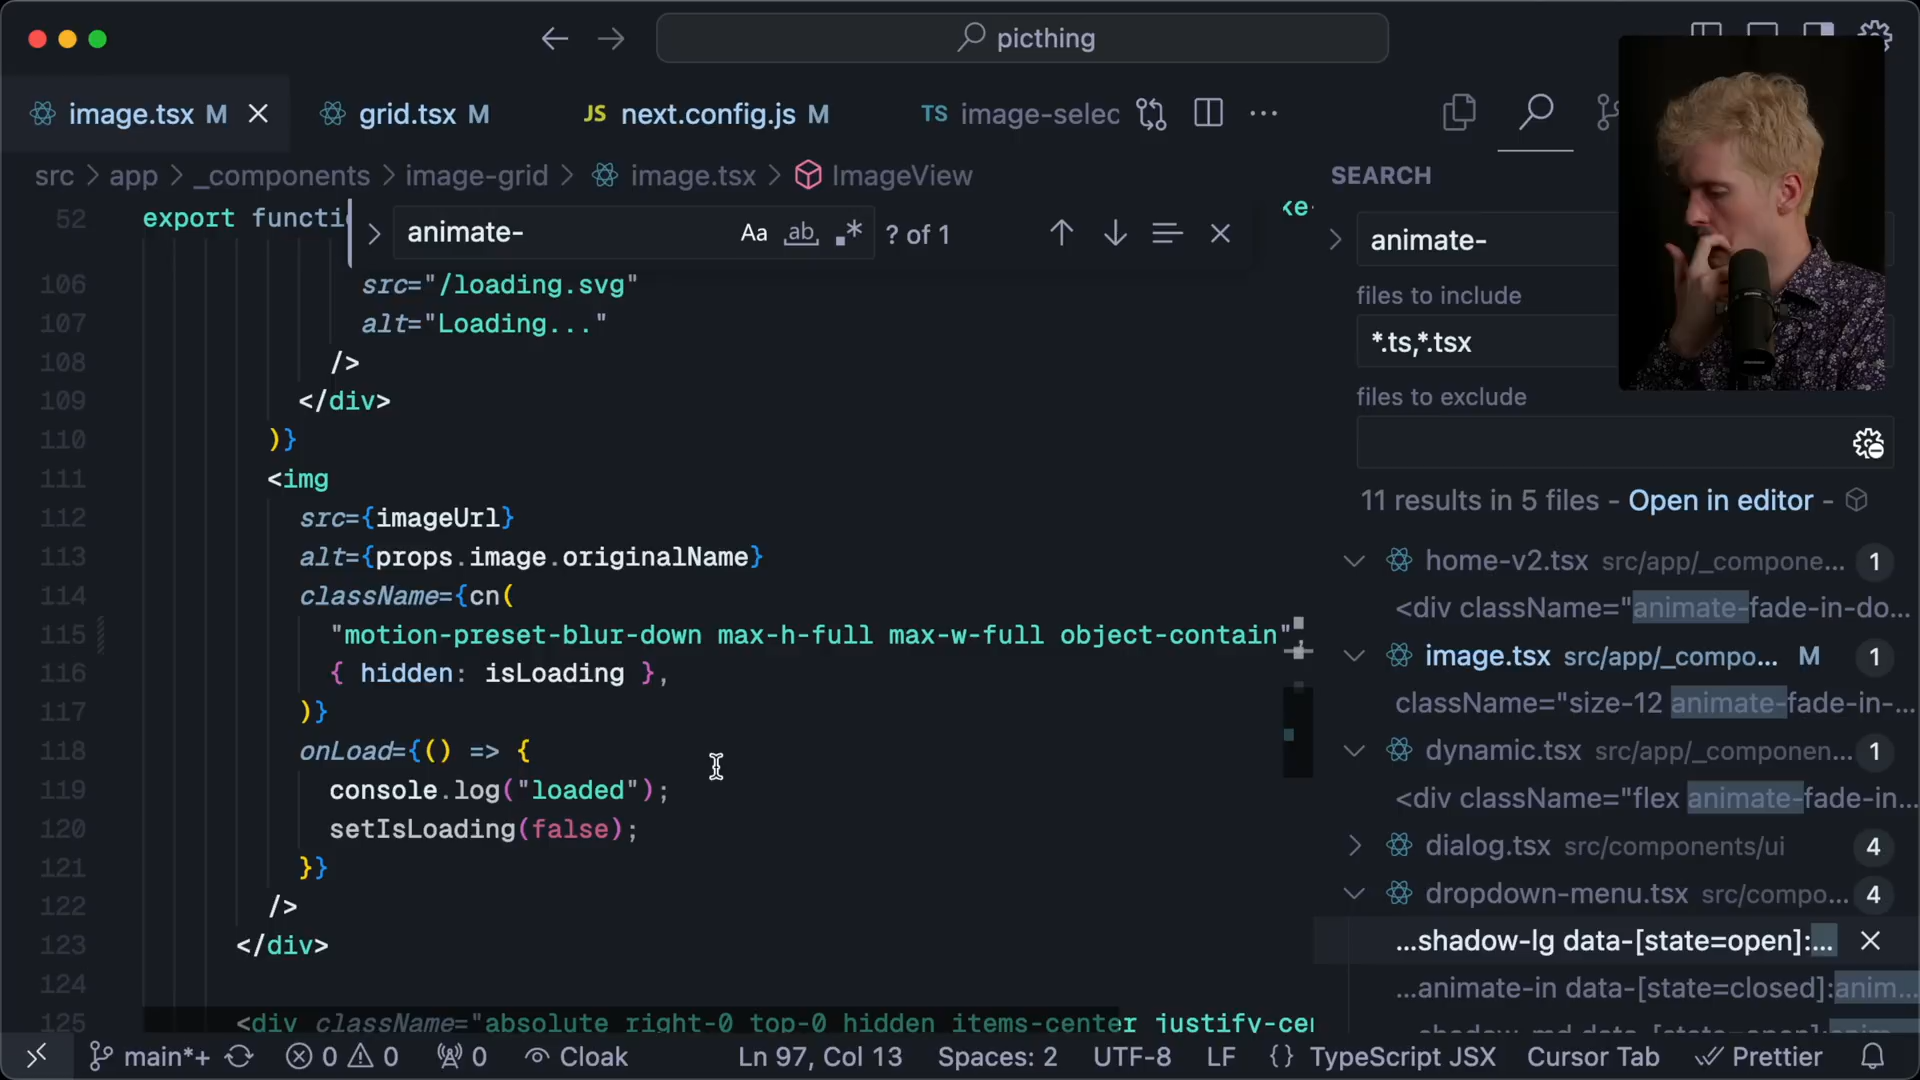 picthing
image.tsx M
grid.tsx M
JS next.config.js M
TS image-selec
src > app > _components > image-grid > image.tsx > ImageView
SEARCH
52 export functi
animate-
Aa ab * ? of 1
animate-
files to include
*.ts,*.tsx
files to exclude
106 src="/loading.svg"
107 alt="Loading..."
108 />
109 </div>
110 )}
111 <img
112 src={imageUrl}
113 alt={props.image.originalName}
114 className={cn(
115 "motion-preset-blur-down max-h-full max-w-full object-contain"
116 { hidden: isLoading },
117 )}
118 onLoad={() => {
119 console.log("loaded");
120 setIsLoading(false);
121 }}
122 />
123 </div>
124
125 <div className="absolute right-0 top-0 hidden items-center justify-cen
11 results in 5 files - Open in editor -
home-v2.tsx src/app/_compone... 1
<div className="animate-fade-in-do...
image.tsx src/app/_compo... M 1
className="size-12 animate-fade-in-...
dynamic.tsx src/app/_componen... 1
<div className="flex animate-fade-in...
dialog.tsx src/components/ui 4
dropdown-menu.tsx src/compo... 4
...shadow-lg data-[state=open]:...
...animate-in data-[state=closed]:anim...
main*+ 0 0 0 Cloak Ln 97, Col 13 Spaces: 2 UTF-8 LF {} TypeScript JSX Cursor Tab Prettier